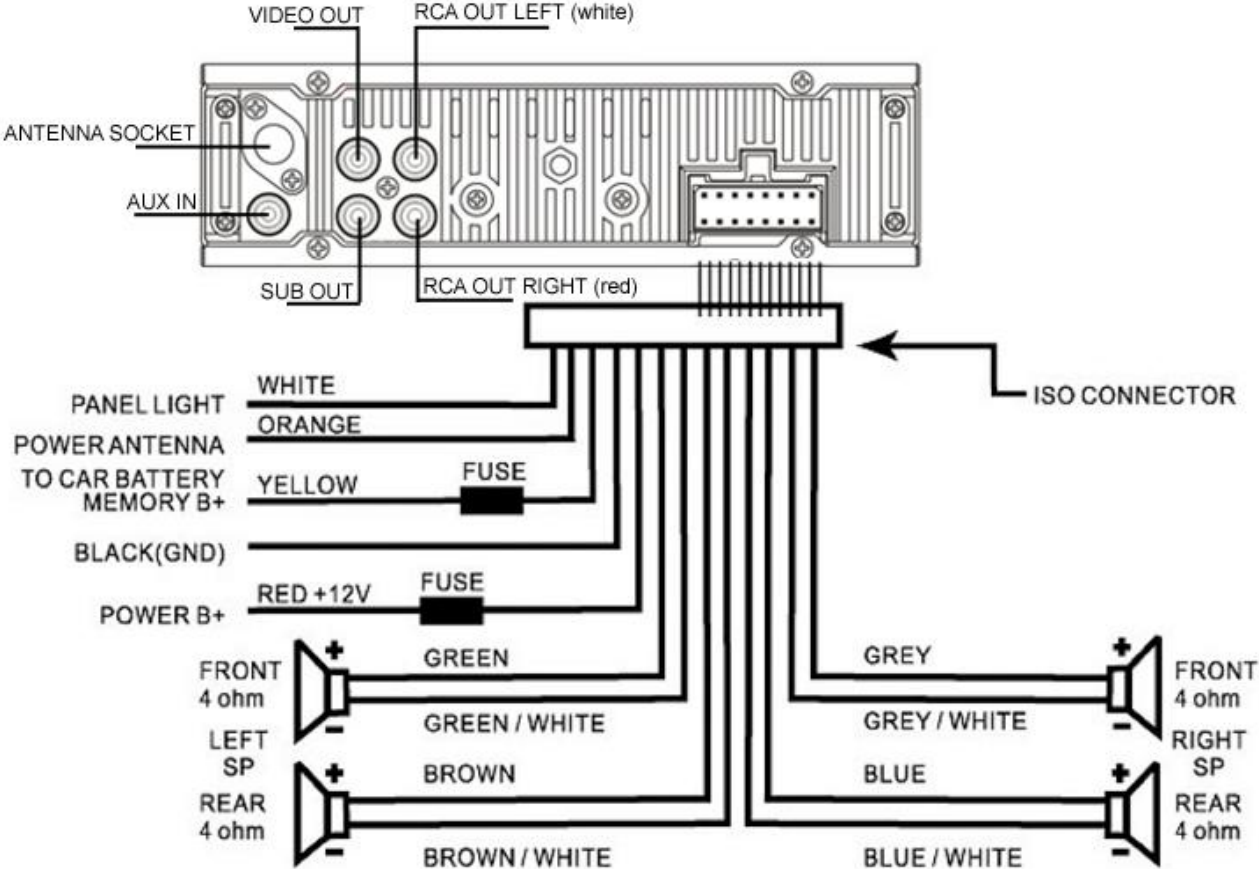 VIDEO OUT
RCA OUT LEFT (white)
ANTENNA SOCKET
AUX IN
SUB OUT
RCA OUT RIGHT (red)
ISO CONNECTOR
PANEL LIGHT
WHITE
POWER ANTENNA
ORANGE
TO CAR BATTERY
MEMORY B+
YELLOW
FUSE
BLACK(GND)
POWER B+
RED +12V
FUSE
FRONT
4 ohm
+
-
GREEN
GREEN / WHITE
LEFT
SP
REAR
4 ohm
+
-
BROWN
BROWN / WHITE
GREY
GREY / WHITE
+
-
FRONT
4 ohm
RIGHT
SP
BLUE
BLUE / WHITE
+
-
REAR
4 ohm